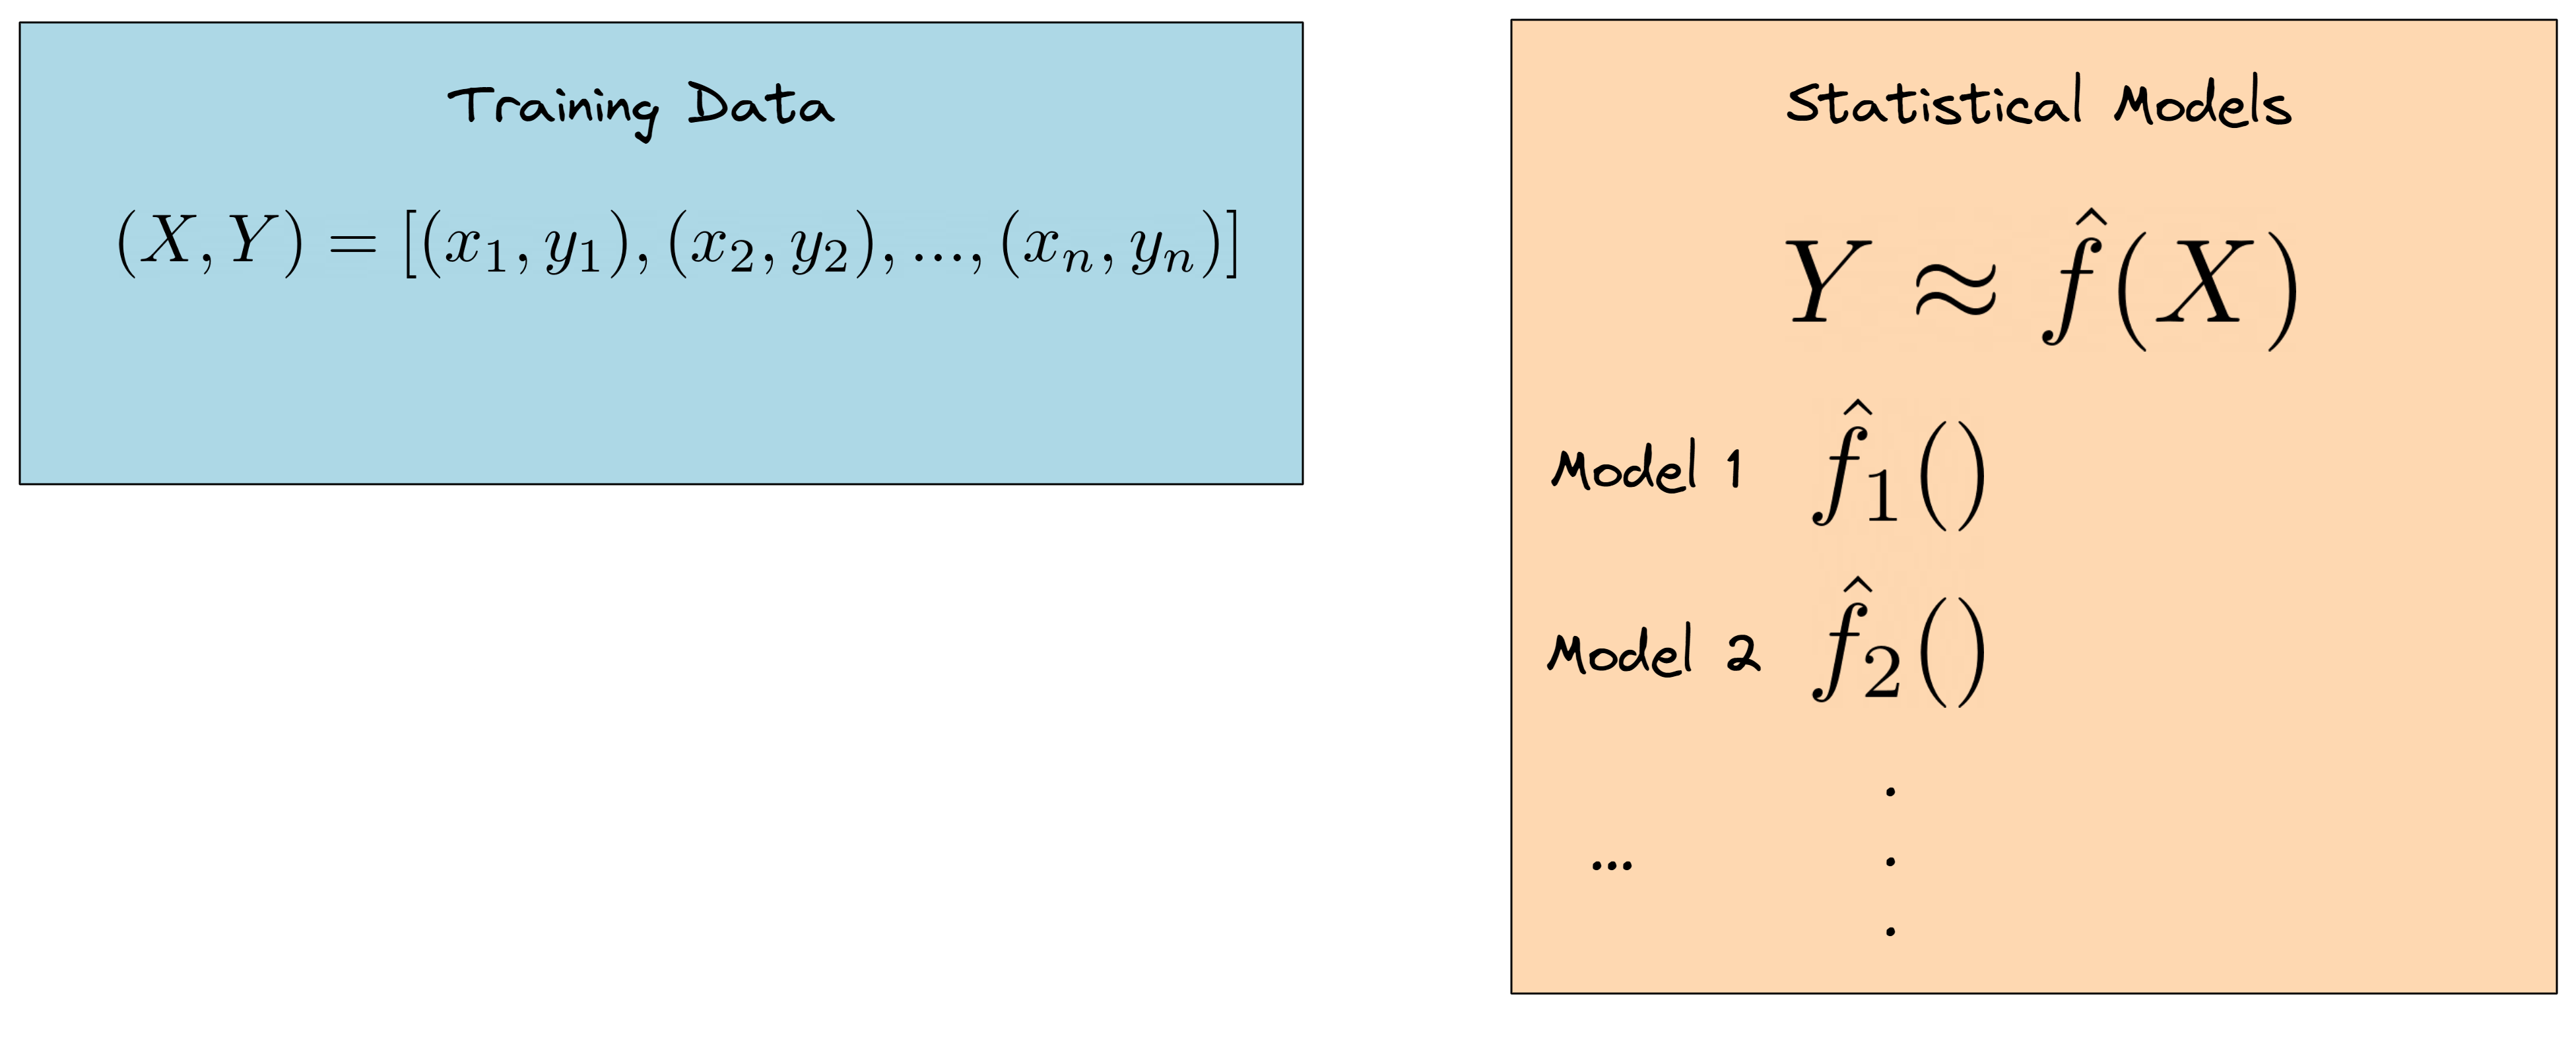 Training Data
(X, Y) = [(x₁, y₁), (x₂, y₂), ..., (xₙ, yₙ)]
Statistical Models
Y ≈ f̂(X)
Model 1 f̂₁()
Model 2 f̂₂()
.
... .
.